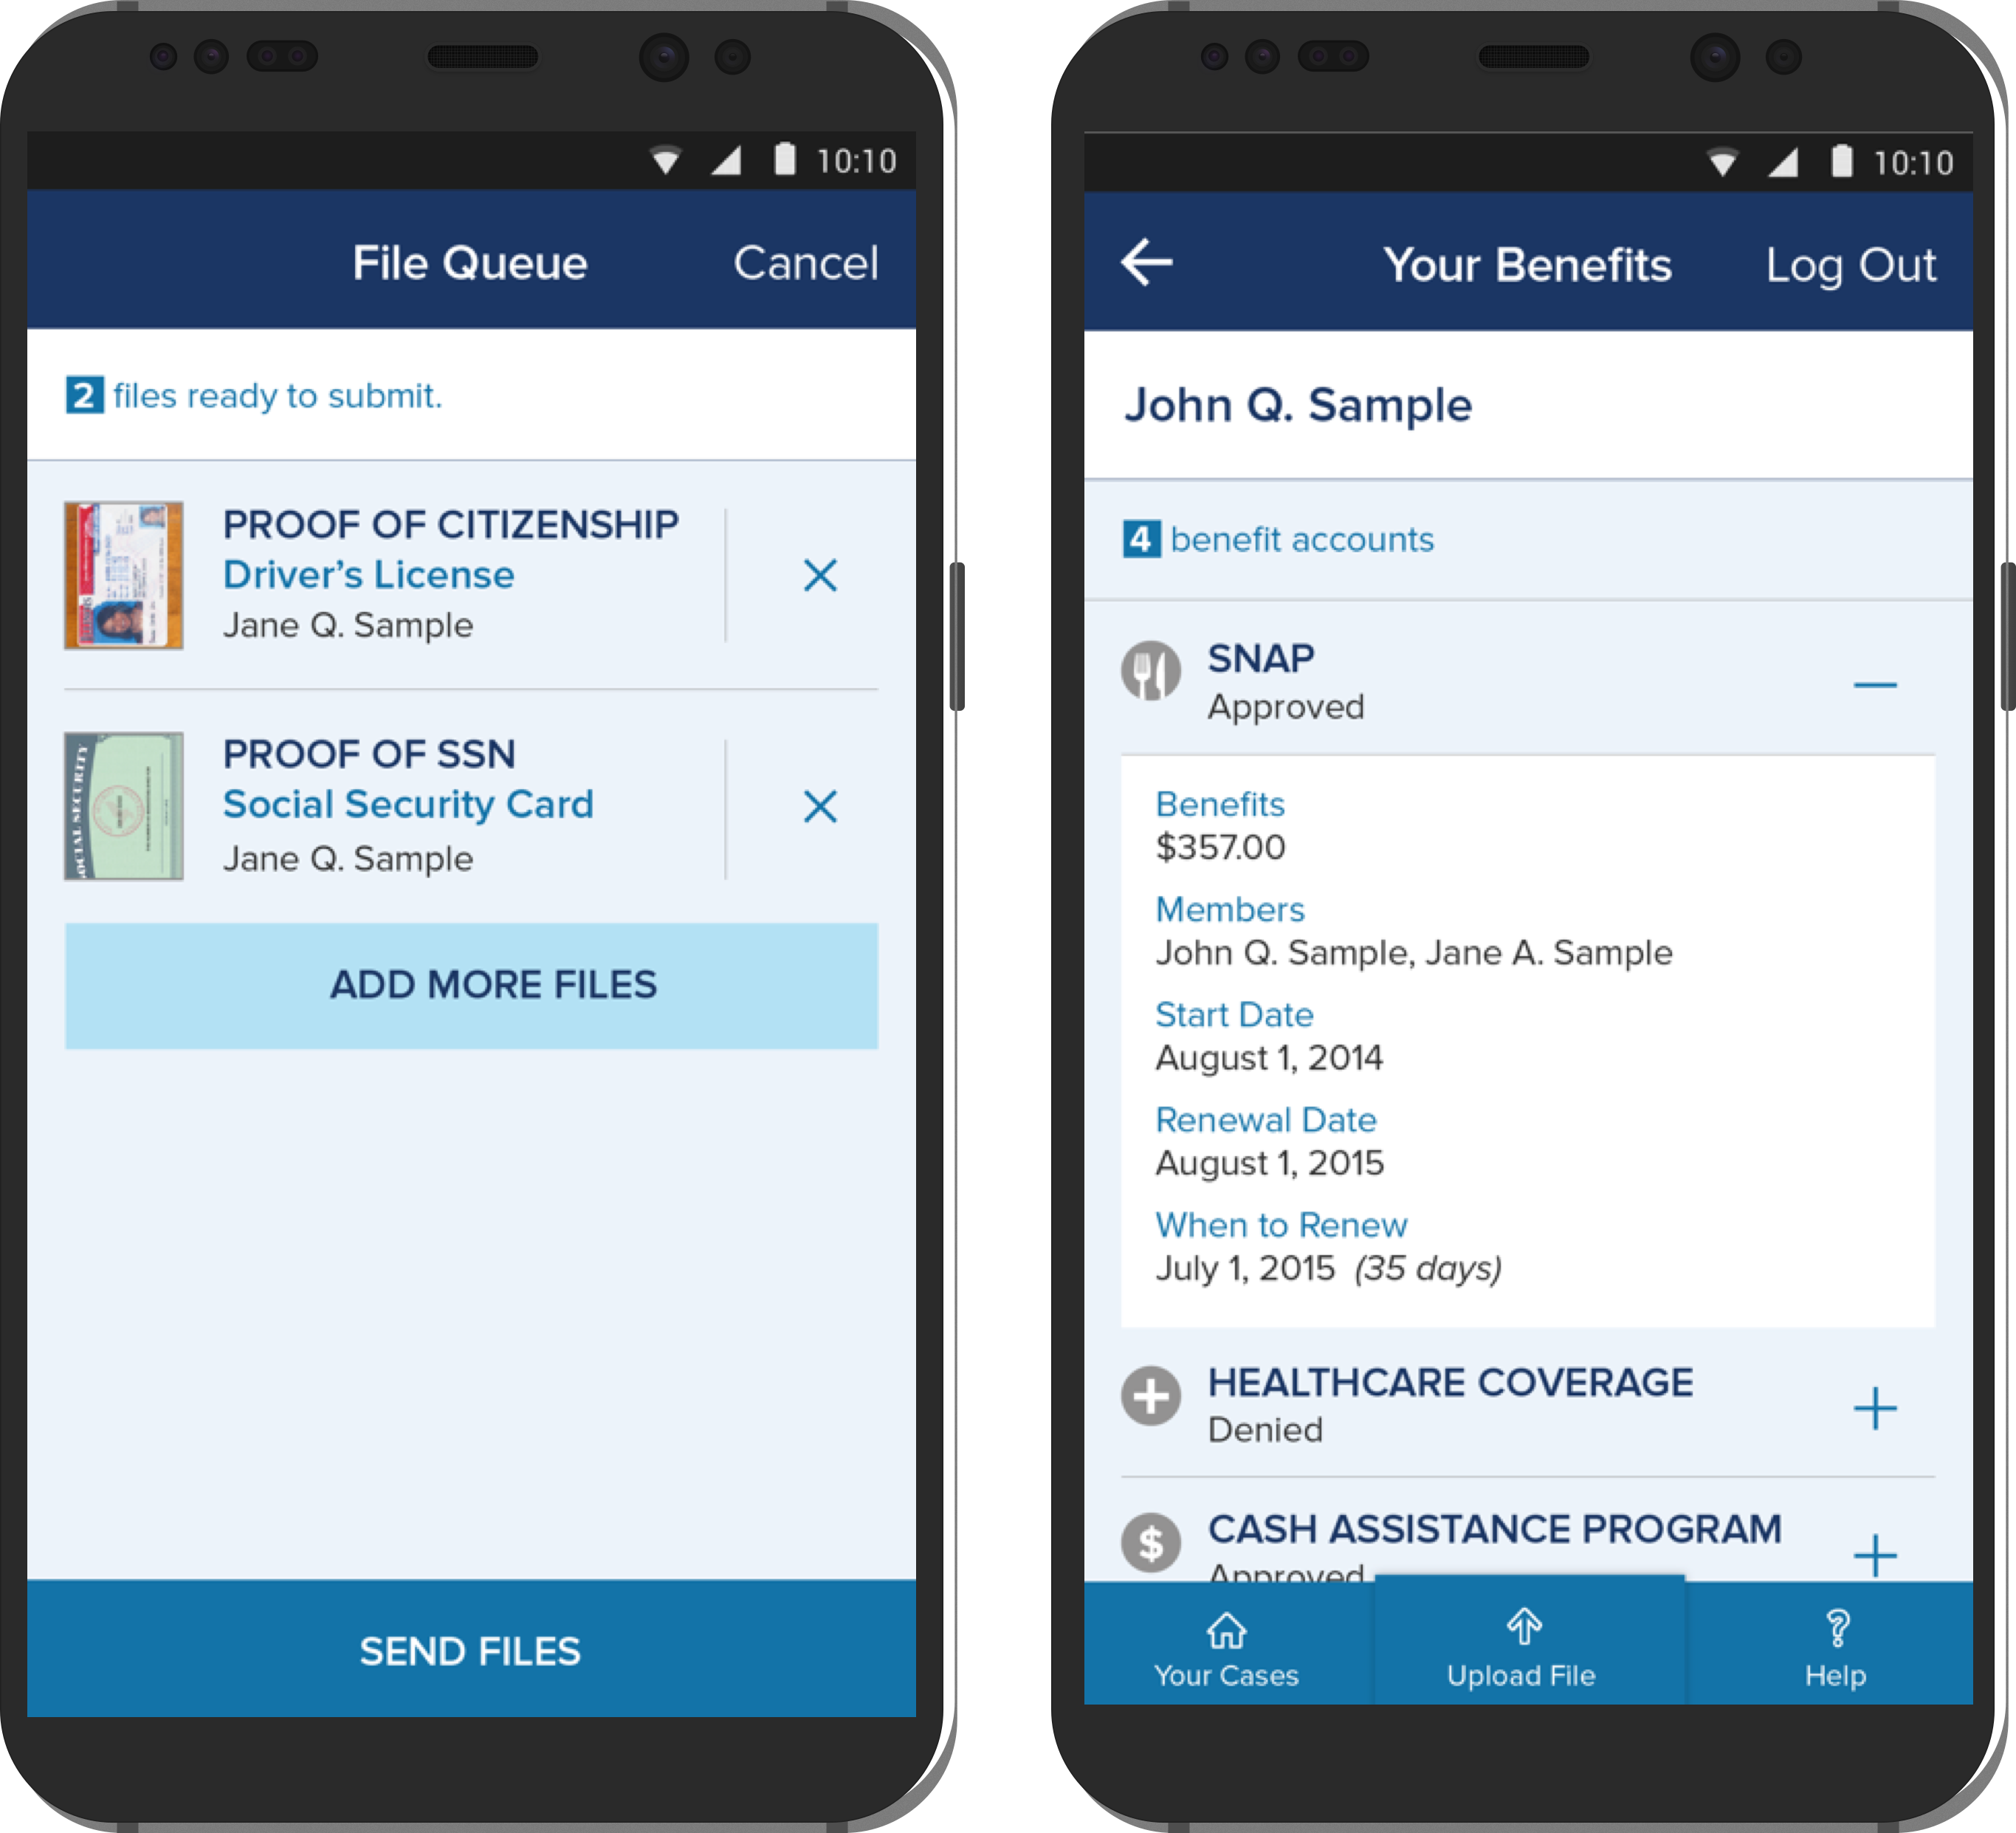 10:10
File Queue Cancel
2 files ready to submit.
PROOF OF CITIZENSHIP
Driver's License
Jane Q. Sample
SOCIAL SECURITY
PROOF OF SSN
Social Security Card
Jane Q. Sample
ADD MORE FILES
SEND FILES
10:10
Your Benefits Log Out
John Q. Sample
4 benefit accounts
SNAP
Approved
Benefits
$357.00
Members
John Q. Sample, Jane A. Sample
Start Date
August 1, 2014
Renewal Date
August 1, 2015
When to Renew
July 1, 2015 (35 days)
HEALTHCARE COVERAGE
Denied
$ CASH ASSISTANCE PROGRAM
Approved
Your Cases
Upload File
? Help